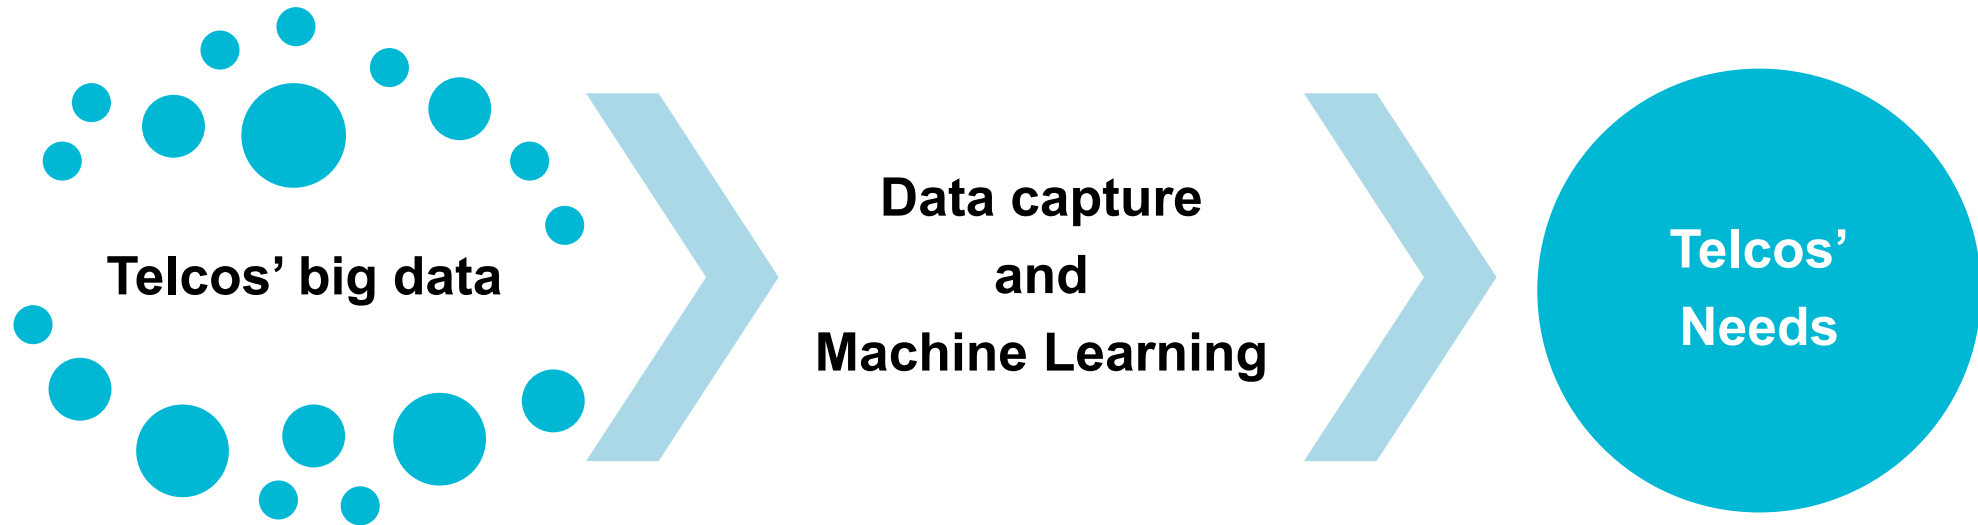 Telcos’ big data
Data capture
and
Machine Learning
Telcos’
Needs